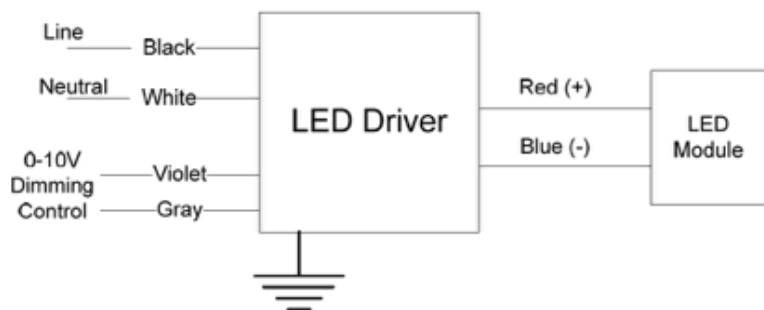 Line
Black
Neutral
White
0-10V
Dimming
Control
Violet
Gray
LED Driver
Red (+)
Blue (-)
LED
Module